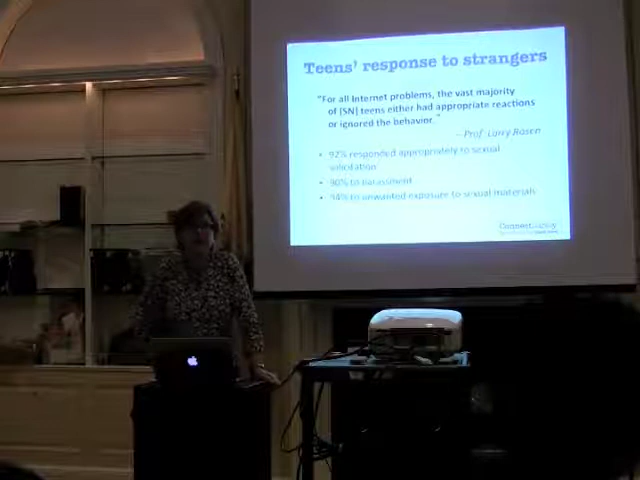 Teens' response to strangers
"For all Internet problems, the vast majority
of [SN] teens either had appropriate reactions
or ignored the behavior."
– Prof. Larry Rosen
• 92% responded appropriately to sexual
solicitation
• 90% to harassment
• 94% to unwanted exposure to sexual materials